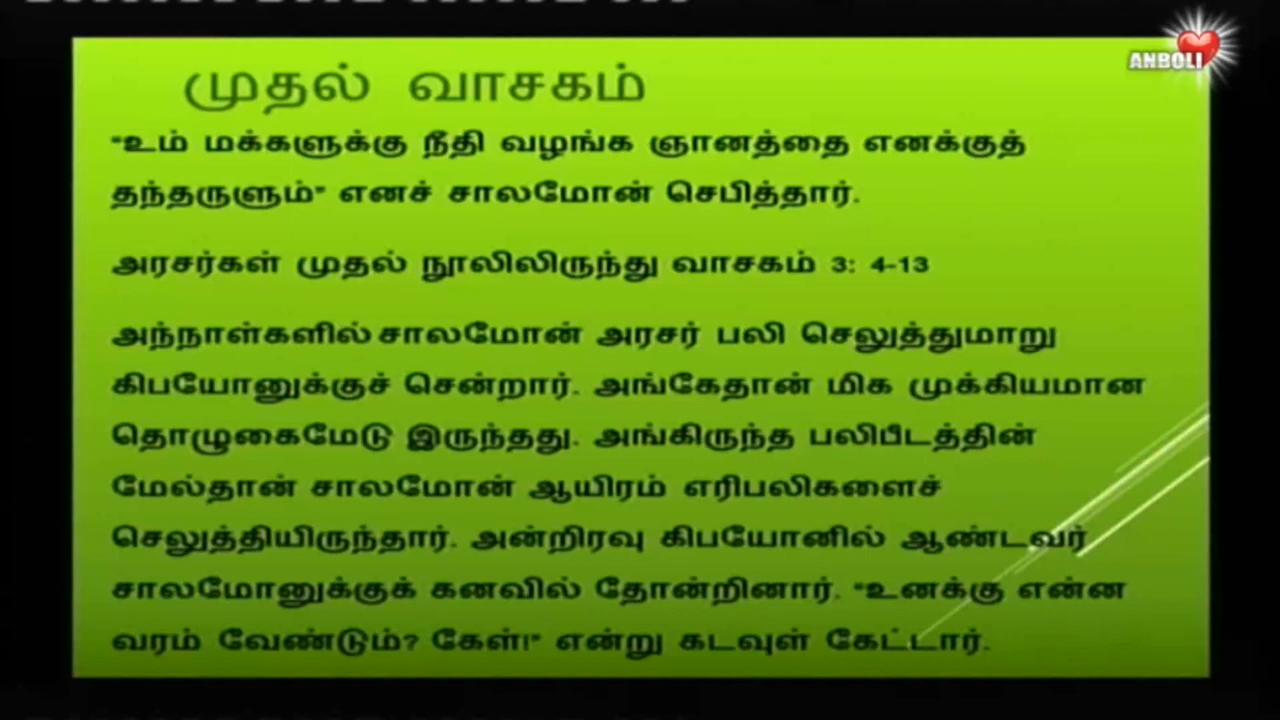 ANBOLI
முதல் வாசகம்
"உம் மக்களுக்கு நீதி வழங்க ஞானத்தை எனக்குத்
தந்தருளும்" எனச் சாலமோன் செபித்தார்.
அரசர்கள் முதல் நூலிலிருந்து வாசகம் 3: 4-13
அந்நாள்களில் சாலமோன் அரசர் பலி செலுத்துமாறு
கிபயோனுக்குச் சென்றார். அங்கேதான் மிக முக்கியமான
தொழுகைமேடு இருந்தது. அங்கிருந்த பலிபீடத்தின்
மேல்தான் சாலமோன் ஆயிரம் எரிபலிகளைச்
செலுத்தியிருந்தார். அன்றிரவு கிபயோனில் ஆண்டவர்
சாலமோனுக்குக் கனவில் தோன்றினார். "உனக்கு என்ன
வரம் வேண்டும்? கேள்!" என்று கடவுள் கேட்டார்.